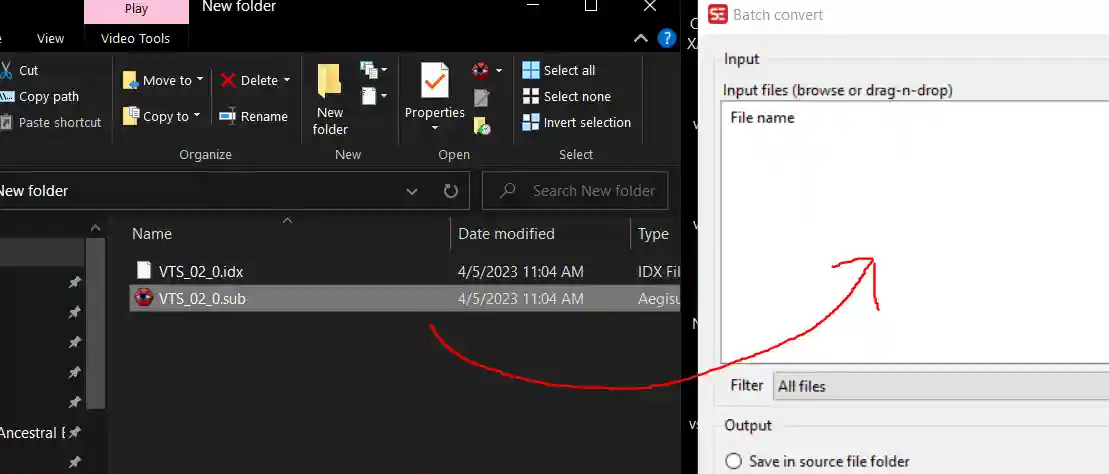 Play
New folder
View
Video Tools
Cut
Copy path
Paste shortcut
Move to
Copy to
Delete
Rename
New
folder
Properties
Select all
Select none
Invert selection
Organize
New
Open
Select
New folder
Search New folder
Name
Date modified
Type
VTS_02_0.idx
4/5/2023 11:04 AM
IDX Fil
VTS_02_0.sub
4/5/2023 11:04 AM
Aegisu
Ancestral
SE
Batch convert
Input
Input files (browse or drag-n-drop)
File name
Filter
All files
Output
Save in source file folder